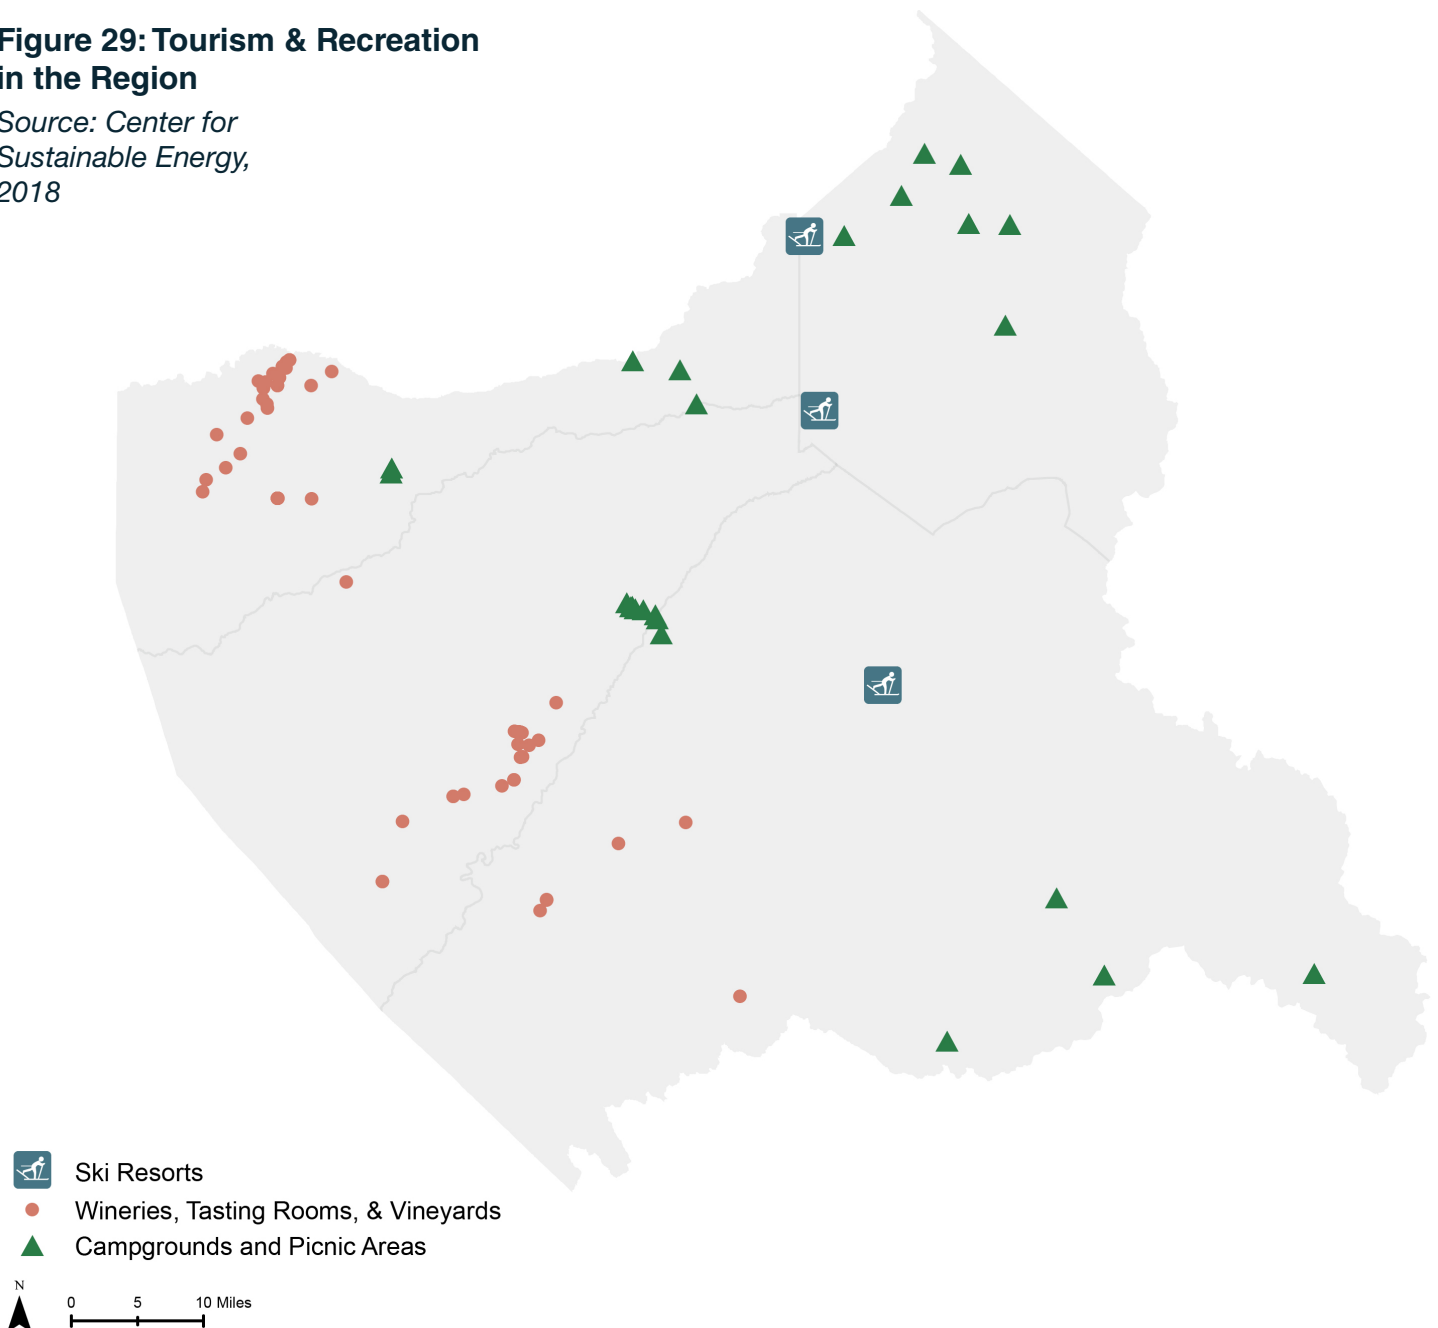 Figure 29: Tourism & Recreation
in the Region
Source: Center for
Sustainable Energy,
2018
Ski Resorts
Wineries, Tasting Rooms, & Vineyards
Campgrounds and Picnic Areas
N
0 5 10 Miles